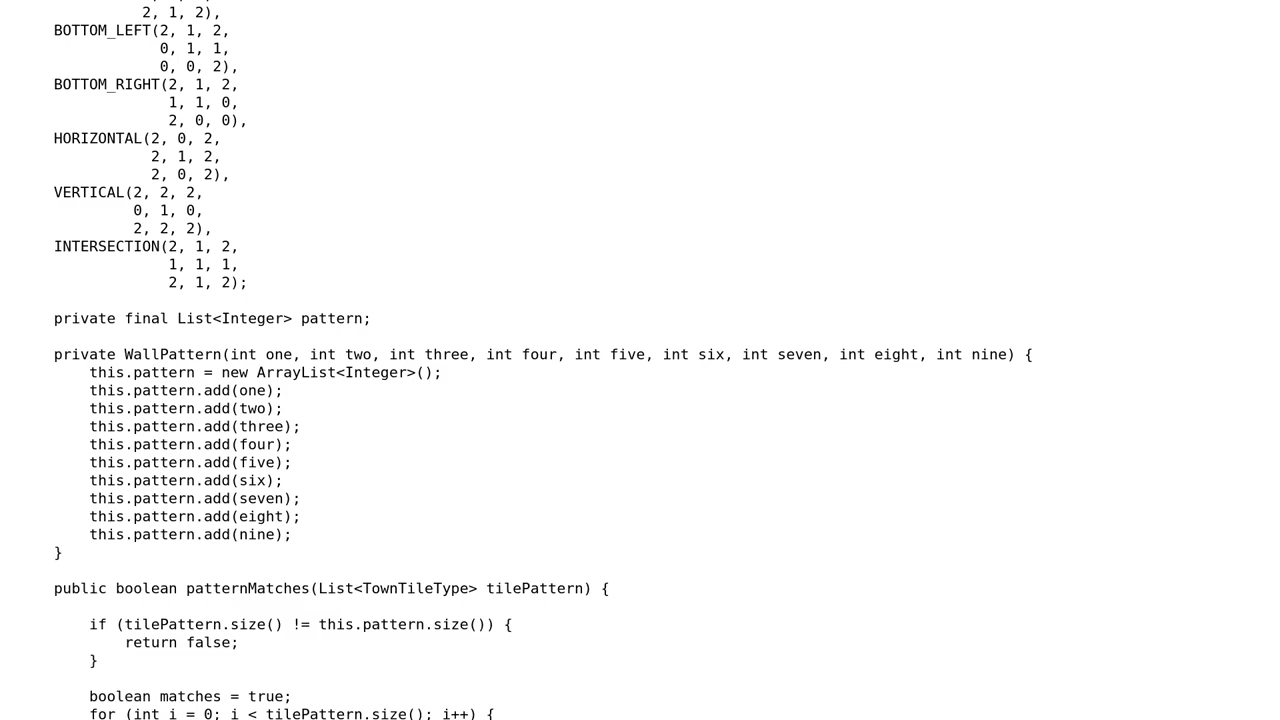 2, 1, 2),
BOTTOM_LEFT(2, 1, 2,
0, 1, 1,
0, 0, 2),
BOTTOM_RIGHT(2, 1, 2,
1, 1, 0,
2, 0, 0),
HORIZONTAL(2, 0, 2,
2, 1, 2,
2, 0, 2),
VERTICAL(2, 2, 2,
0, 1, 0,
2, 2, 2),
INTERSECTION(2, 1, 2,
1, 1, 1,
2, 1, 2);
private final List<Integer> pattern;
private WallPattern(int one, int two, int three, int four, int five, int six, int seven, int eight, int nine) {
this.pattern = new ArrayList<Integer>();
this.pattern.add(one);
this.pattern.add(two);
this.pattern.add(three);
this.pattern.add(four);
this.pattern.add(five);
this.pattern.add(six);
this.pattern.add(seven);
this.pattern.add(eight);
this.pattern.add(nine);
}
public boolean patternMatches(List<TownTileType> tilePattern) {
if (tilePattern.size() != this.pattern.size()) {
return false;
}
boolean matches = true;
for (int i = 0; i < tilePattern.size(); i++) {